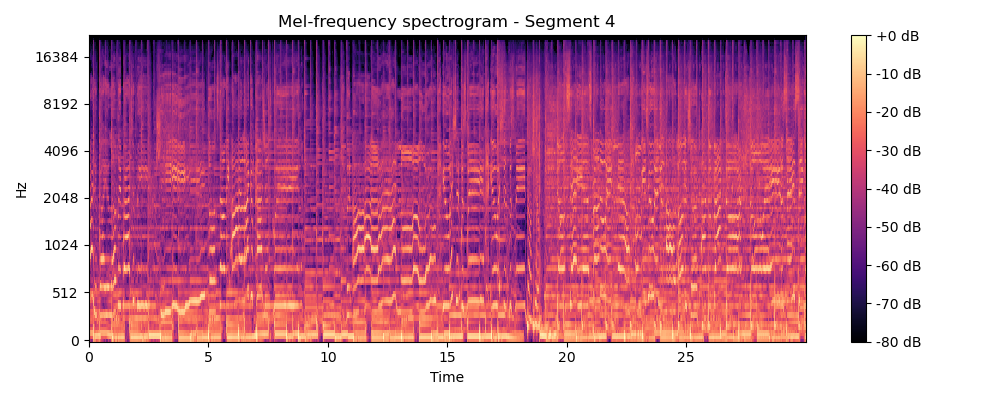 Mel-frequency spectrogram - Segment 4
Hz
16384
8192
4096
2048
1024
512
0
0 5 10 15 20 25
Time
+0 dB
-10 dB
-20 dB
-30 dB
-40 dB
-50 dB
-60 dB
-70 dB
-80 dB